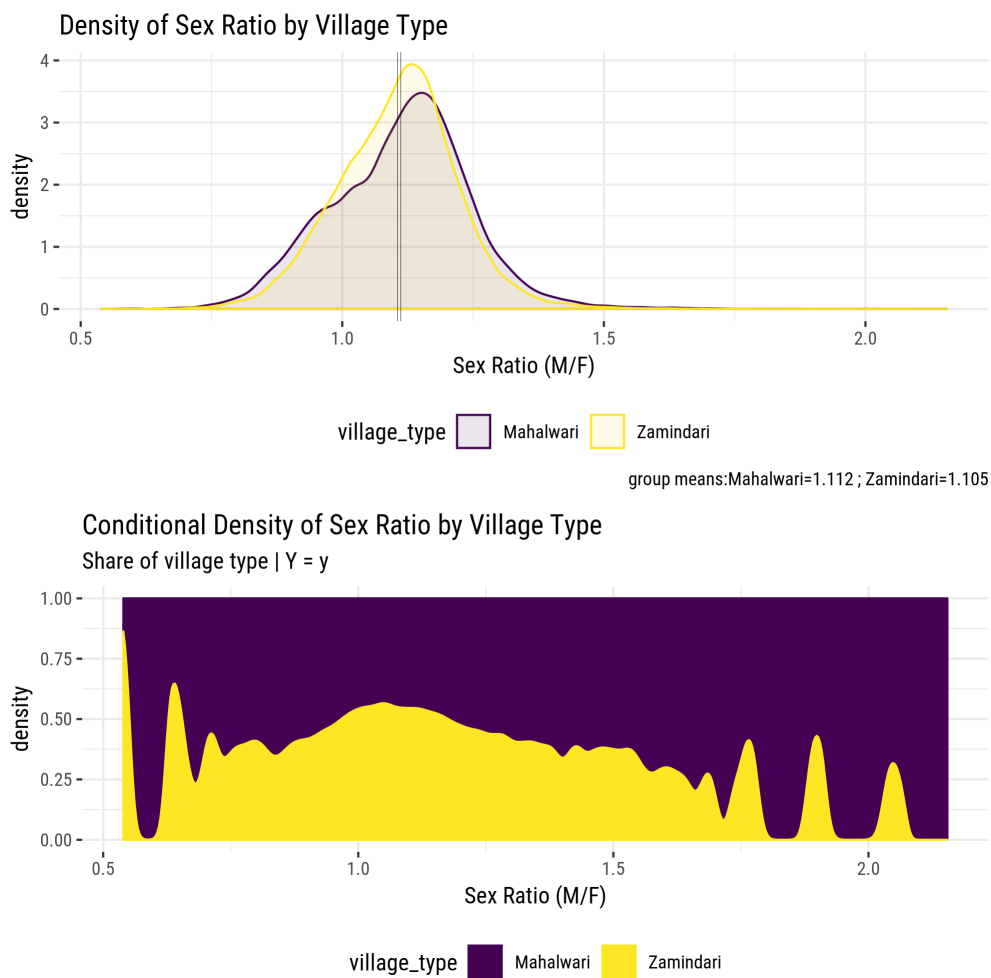 Density of Sex Ratio by Village Type
density
4
3
2
1
0
0.5 1.0 1.5 2.0
Sex Ratio (M/F)
village_type Mahalwari Zamindari
group means:Mahalwari=1.112 ; Zamindari=1.105
Conditional Density of Sex Ratio by Village Type
Share of village type | Y = y
density
1.00
0.75
0.50
0.25
0.00
0.5 1.0 1.5 2.0
Sex Ratio (M/F)
village_type Mahalwari Zamindari